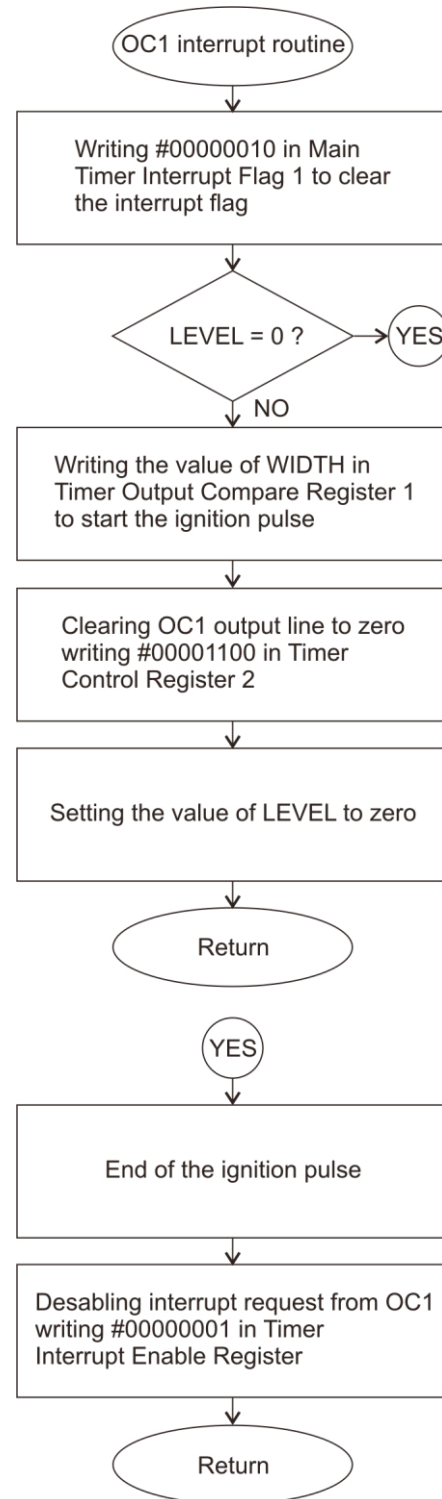 OC1 interrupt routine
Writing #00000010 in Main
Timer Interrupt Flag 1 to clear
the interrupt flag
LEVEL = 0 ?
YES
NO
Writing the value of WIDTH in
Timer Output Compare Register 1
to start the ignition pulse
Clearing OC1 output line to zero
writing #00001100 in Timer
Control Register 2
Setting the value of LEVEL to zero
Return
YES
End of the ignition pulse
Desabling interrupt request from OC1
writing #00000001 in Timer
Interrupt Enable Register
Return